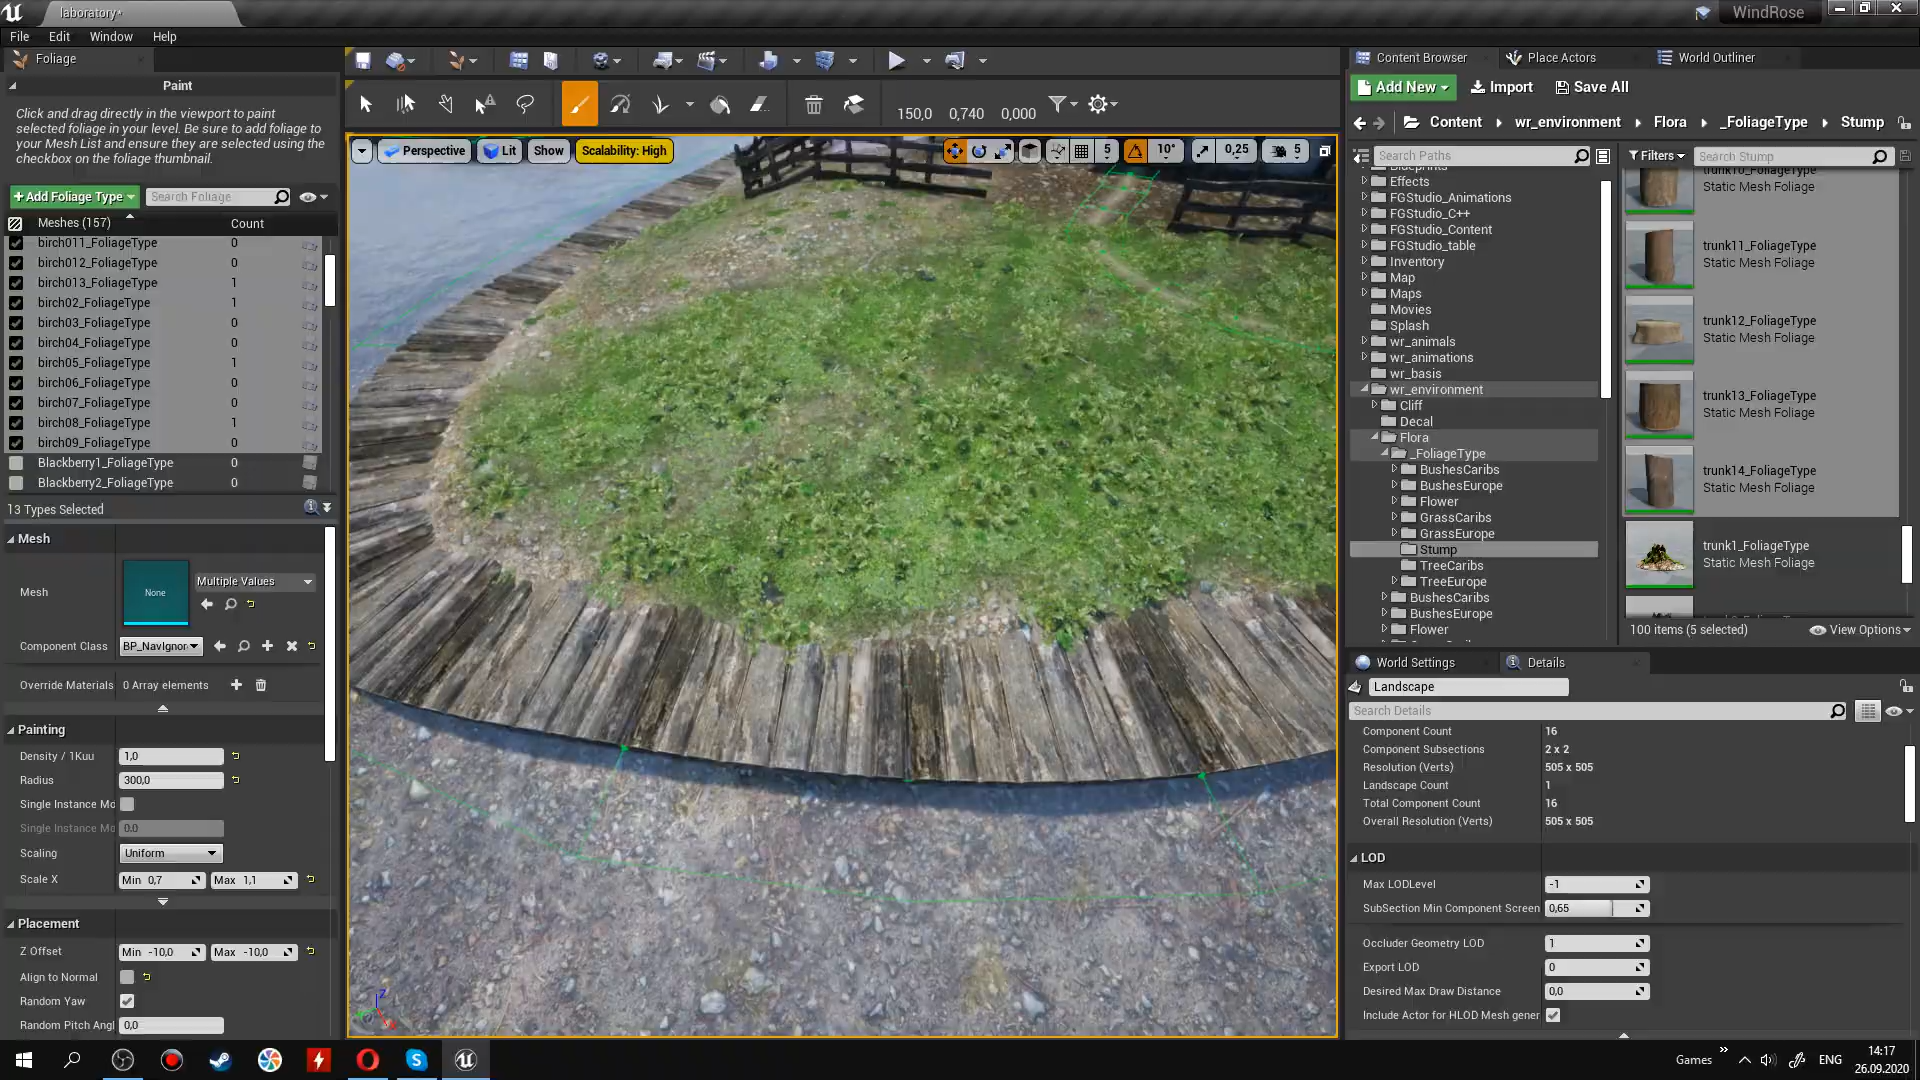 laboratory*
WindRose
File Edit Window Help
Foliage
Paint
Click and drag directly in the viewport to paint
selected foliage in your level. Be sure to add foliage to
your Mesh List and ensure they are selected using the
checkbox on the foliage thumbnail.
+Add Foliage Type
Search Foliage
Meshes (157) Count
birch011_FoliageType 0
birch012_FoliageType 0
birch013_FoliageType 1
birch02_FoliageType 1
birch03_FoliageType 0
birch04_FoliageType 0
birch05_FoliageType 1
birch06_FoliageType 0
birch07_FoliageType 0
birch08_FoliageType 1
birch09_FoliageType 0
Blackberry1_FoliageType 0
Blackberry2_FoliageType 0
13 Types Selected
Mesh
Mesh None Multiple Values
Component Class BP_NavIgnor
Override Materials 0 Array elements
Painting
Density / 1Kuu 1,0
Radius 300,0
Single Instance Mo
Single Instance Mo 0.0
Scaling Uniform
Scale X Min 0,7 Max 1,1
Placement
Z Offset Min -10,0 Max -10,0
Align to Normal
Random Yaw
Random Pitch Angl 0,0
150,0 0,740 0,000
Perspective Lit Show Scalability: High
5 10° 0,25 5
Z
Content Browser Place Actors World Outliner
Add New Import Save All
Content wr_environment Flora _FoliageType Stump
Search Paths
Filters Search Stump
Blueprints
Effects
FGStudio_Animations
FGStudio_C++
FGStudio_Content
FGStudio_table
Inventory
Map
Maps
Movies
Splash
wr_animals
wr_animations
wr_basis
wr_environment
Cliff
Decal
Flora
_FoliageType
BushesCaribs
BushesEurope
Flower
GrassCaribs
GrassEurope
Stump
TreeCaribs
TreeEurope
BushesCaribs
BushesEurope
Flower
trunk10_FoliageType
Static Mesh Foliage
trunk11_FoliageType
Static Mesh Foliage
trunk12_FoliageType
Static Mesh Foliage
trunk13_FoliageType
Static Mesh Foliage
trunk14_FoliageType
Static Mesh Foliage
trunk1_FoliageType
Static Mesh Foliage
100 items (5 selected) View Options
World Settings Details
Landscape
Search Details
Component Count 16
Component Subsections 2 x 2
Resolution (Verts) 505 x 505
Landscape Count 1
Total Component Count 16
Overall Resolution (Verts) 505 x 505
LOD
Max LODLevel -1
SubSection Min Component Screen 0,65
Occluder Geometry LOD 1
Export LOD 0
Desired Max Draw Distance 0,0
Include Actor for HLOD Mesh gener
Games » ENG 14:17
26.09.2020